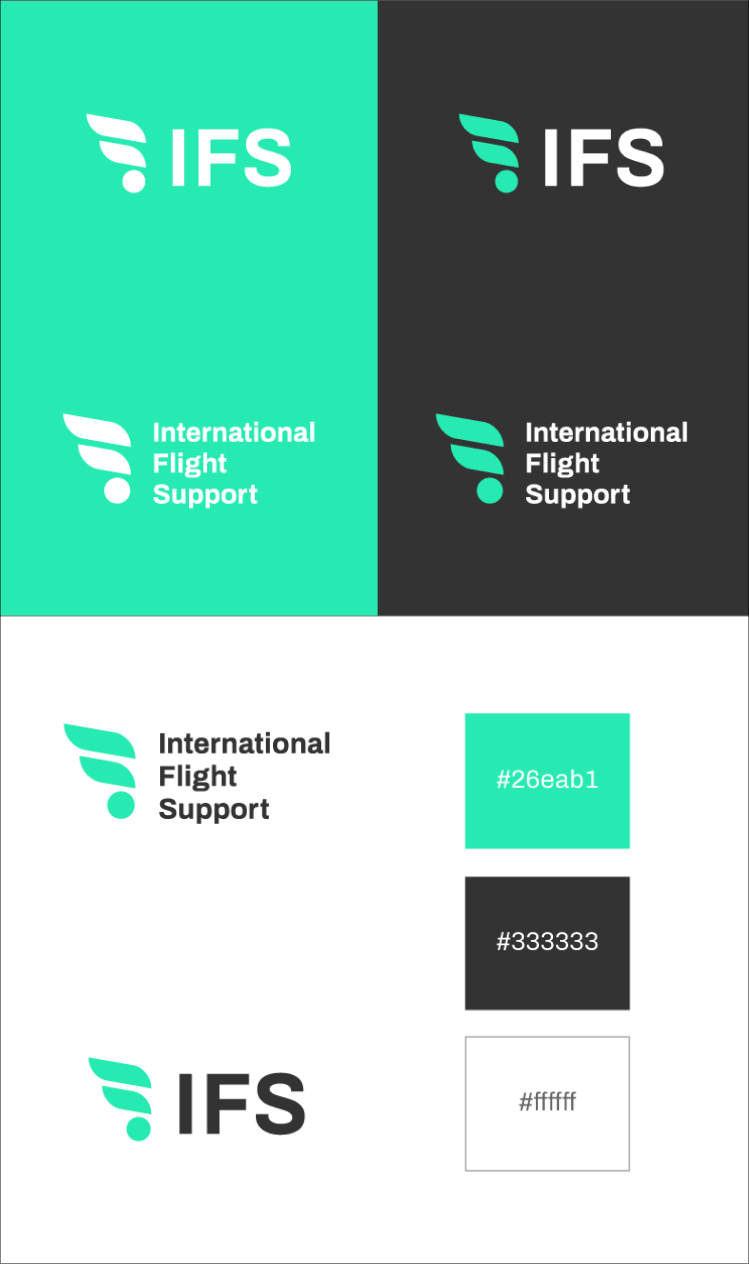 IFS
IFS
International
Flight
Support
International
Flight
Support
International
Flight
Support
#26eab1
#333333
IFS
#ffffff